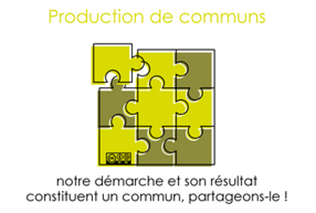 Production de communs
notre démarche et son résultat
constituent un commun, partageons-le !